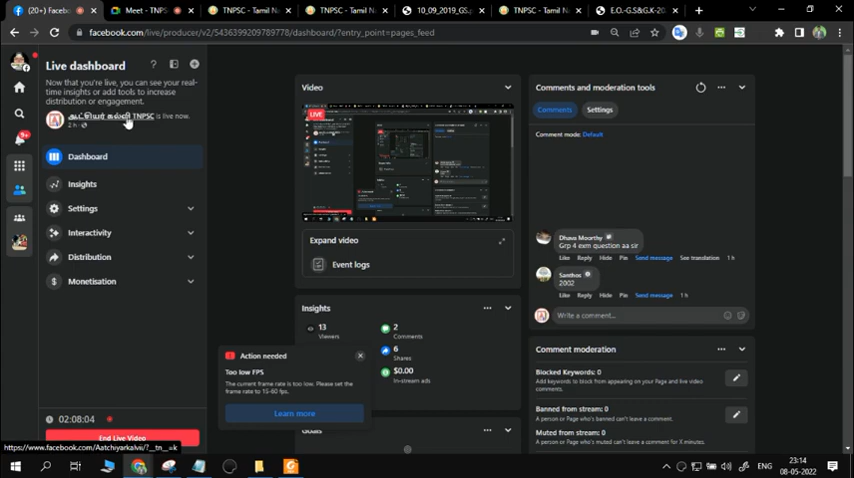 (20+) Faceb
Meet - TNPS
TNPSC - Tamil N
TNPSC - Tamil N
10_09_2019_GS.p
TNPSC - Tamil N
E.O.-G.S&G.K-20
facebook.com/live/producer/v2/5436399209789778/dashboard/?entry_point=pages_feed
Live dashboard
Now that you're live, you can see your real-
time insights or add tools to increase
distribution or engagement.
TNPSC is live now.
2 h
9+
Dashboard
Insights
Settings
Interactivity
Distribution
Monetisation
02:08:04
End Live Video
https://www.facebook.com/Aatchiyarkalvi/?__tn__=k
Video
LIVE
Expand video
Event logs
Insights
13
Viewers
2
Comments
6
Shares
$0.00
In-stream ads
Goals
Action needed
Too low FPS
The current frame rate is too low. Please set the
frame rate to 15-60 fps.
Learn more
Comments and moderation tools
Comments
Settings
Comment mode: Default
Dhava Moorthy
Grp 4 exm question aa sir
Like Reply Hide Pin Send message See translation 1 h
Santhos
2002
Like Reply Hide Pin Send message 1 h
Write a comment...
Comment moderation
Blocked Keywords: 0
Add keywords to block from appearing on your Page and live video
comments.
Banned from stream: 0
A person or Page who's banned can't leave a comment.
Muted from stream: 0
A person or Page who's muted can't leave a comment for X minutes.
ENG
23:14
08-05-2022